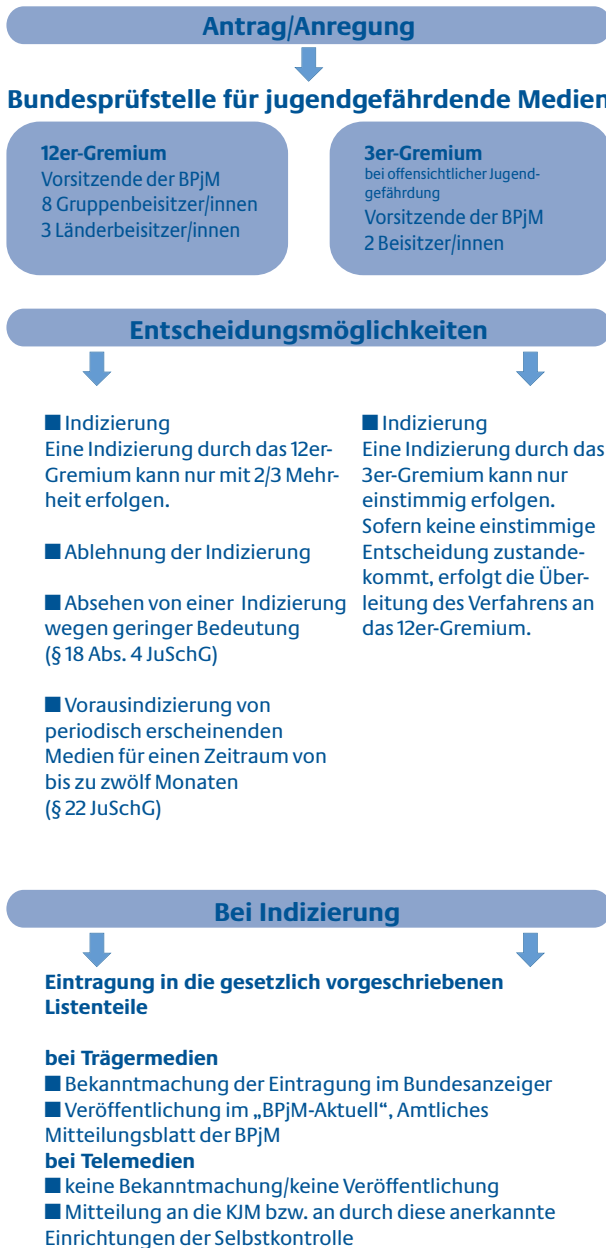 Antrag/Anregung
Bundesprüfstelle für jugendgefährdende Medien
12er-Gremium
Vorsitzende der BPjM
8 Gruppenbeisitzer/innen
3 Länderbeisitzer/innen
3er-Gremium
bei offensichtlicher Jugend-
gefährdung
Vorsitzende der BPjM
2 Beisitzer/innen
Entscheidungsmöglichkeiten
■ Indizierung
Eine Indizierung durch das 12er-
Gremium kann nur mit 2/3 Mehr-
heit erfolgen.
■ Ablehnung der Indizierung
■ Absehen von einer Indizierung
wegen geringer Bedeutung
(§ 18 Abs. 4 JuSchG)
■ Vorausindizierung von
periodisch erscheinenden
Medien für einen Zeitraum von
bis zu zwölf Monaten
(§ 22 JuSchG)
■ Indizierung
Eine Indizierung durch das
3er-Gremium kann nur
einstimmig erfolgen.
Sofern keine einstimmige
Entscheidung zustande-
kommt, erfolgt die Über-
leitung des Verfahrens an
das 12er-Gremium.
Bei Indizierung
Eintragung in die gesetzlich vorgeschriebenen
Listenteile
bei Trägermedien
■ Bekanntmachung der Eintragung im Bundesanzeiger
■ Veröffentlichung im „BPjM-Aktuell“, Amtliches
Mitteilungsblatt der BPjM
bei Telemedien
■ keine Bekanntmachung/keine Veröffentlichung
■ Mitteilung an die KJM bzw. an durch diese anerkannte
Einrichtungen der Selbstkontrolle